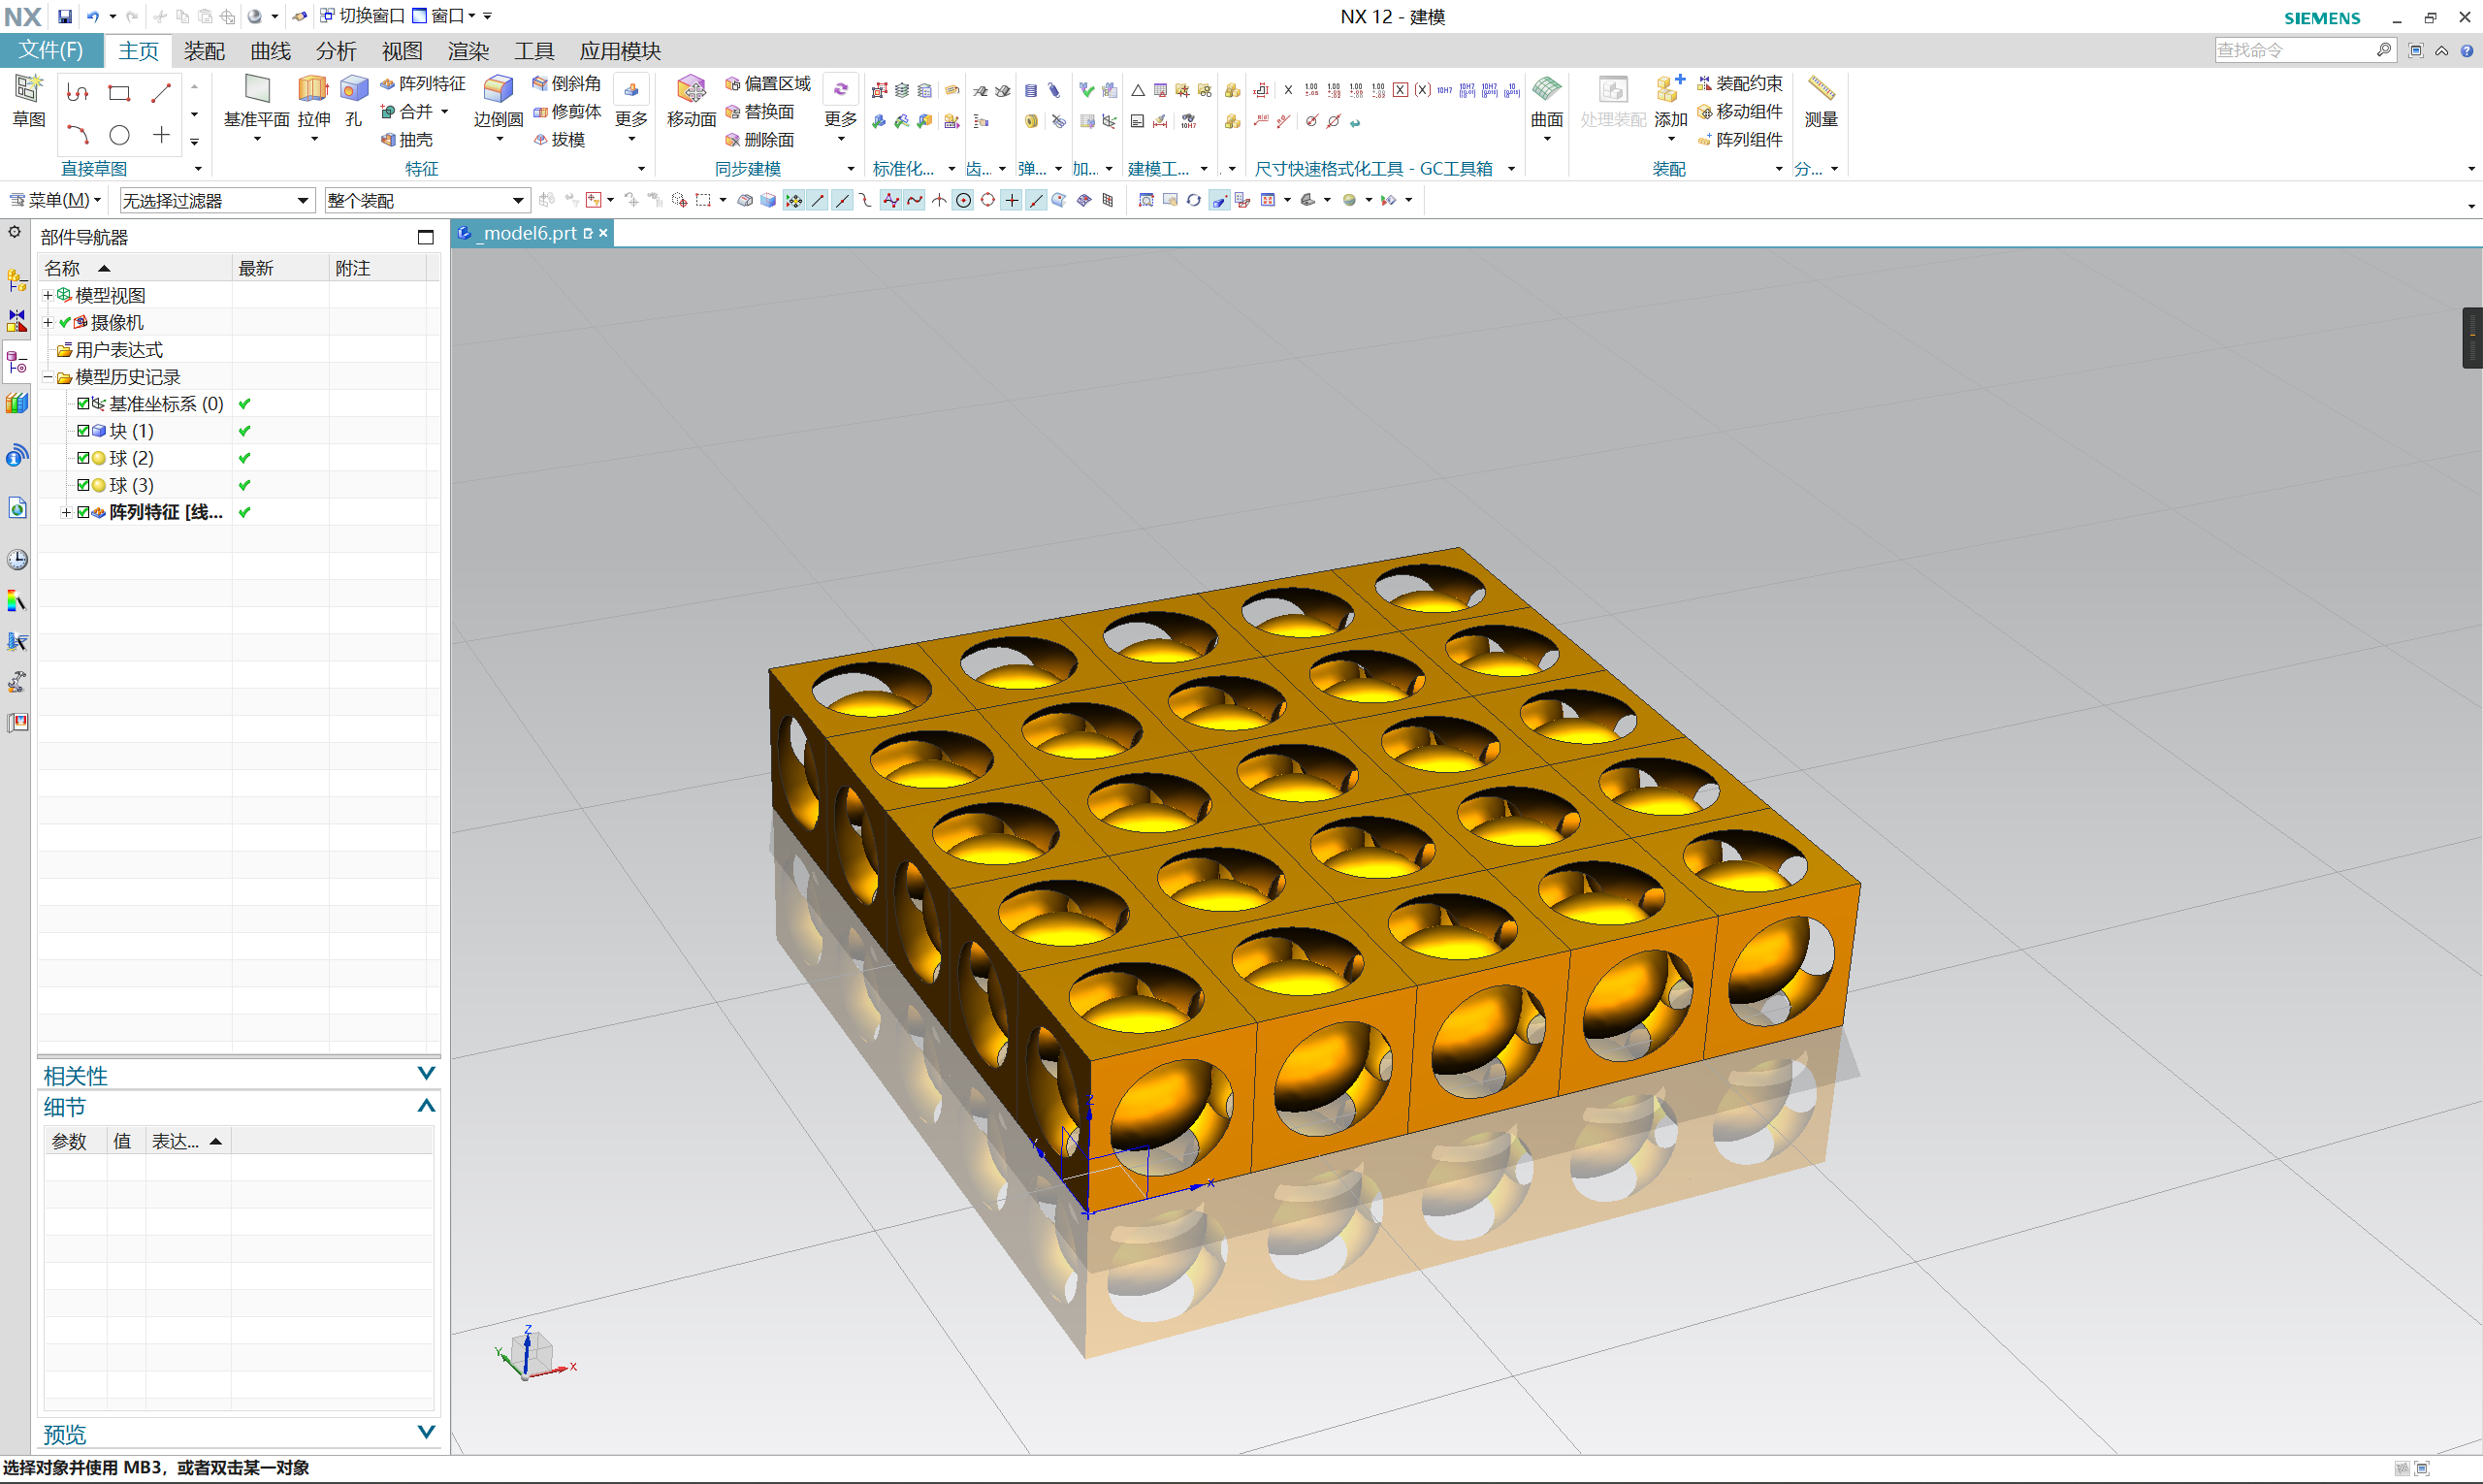 NX 切换窗口 窗口 NX 12 - 建模 SIEMENS
文件(F) 主页 装配 曲线 分析 视图 渲染 工具 应用模块 查找命令
草图 基准平面 拉伸 孔 阵列特征 合并 抽壳 边倒圆 倒斜角 修剪体 拔模 更多 移动面 偏置区域 替换面 删除面 更多 曲面 处理装配 添加 装配约束 移动组件 阵列组件 测量
直接草图 特征 同步建模 标准化... 齿... 弹... 加... 建模工... 尺寸快速格式化工具 - GC工具箱 装配 分...
菜单(M) 无选择过滤器 整个装配
部件导航器
_model6.prt
名称 最新 附注
模型视图
摄像机
用户表达式
模型历史记录
基准坐标系 (0)
块 (1)
球 (2)
球 (3)
阵列特征 [线...
相关性
细节
参数 值 表达...
预览
Z
Y
X
Z
Y
X
选择对象并使用 MB3，或者双击某一对象